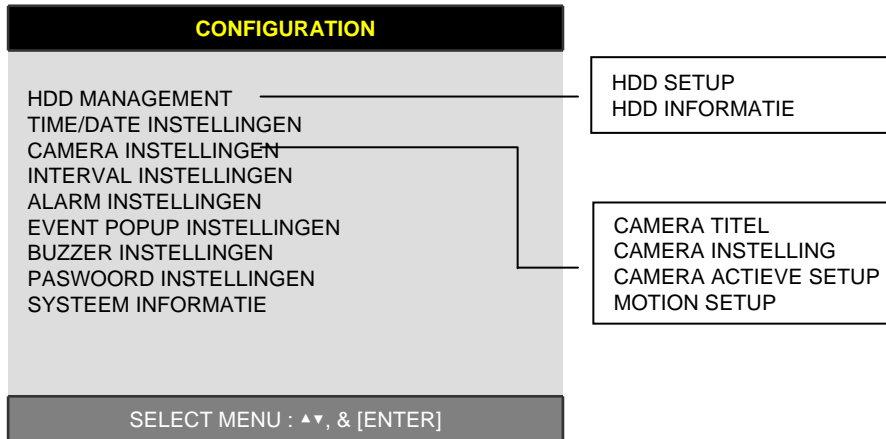 CONFIGURATION
HDD MANAGEMENT
TIME/DATE INSTELLINGEN
CAMERA INSTELLINGEN
INTERVAL INSTELLINGEN
ALARM INSTELLINGEN
EVENT POPUP INSTELLINGEN
BUZZER INSTELLINGEN
PASWOORD INSTELLINGEN
SYSTEEM INFORMATIE
SELECT MENU : ▲▼, & [ENTER]
HDD SETUP
HDD INFORMATIE
CAMERA TITEL
CAMERA INSTELLING
CAMERA ACTIEVE SETUP
MOTION SETUP